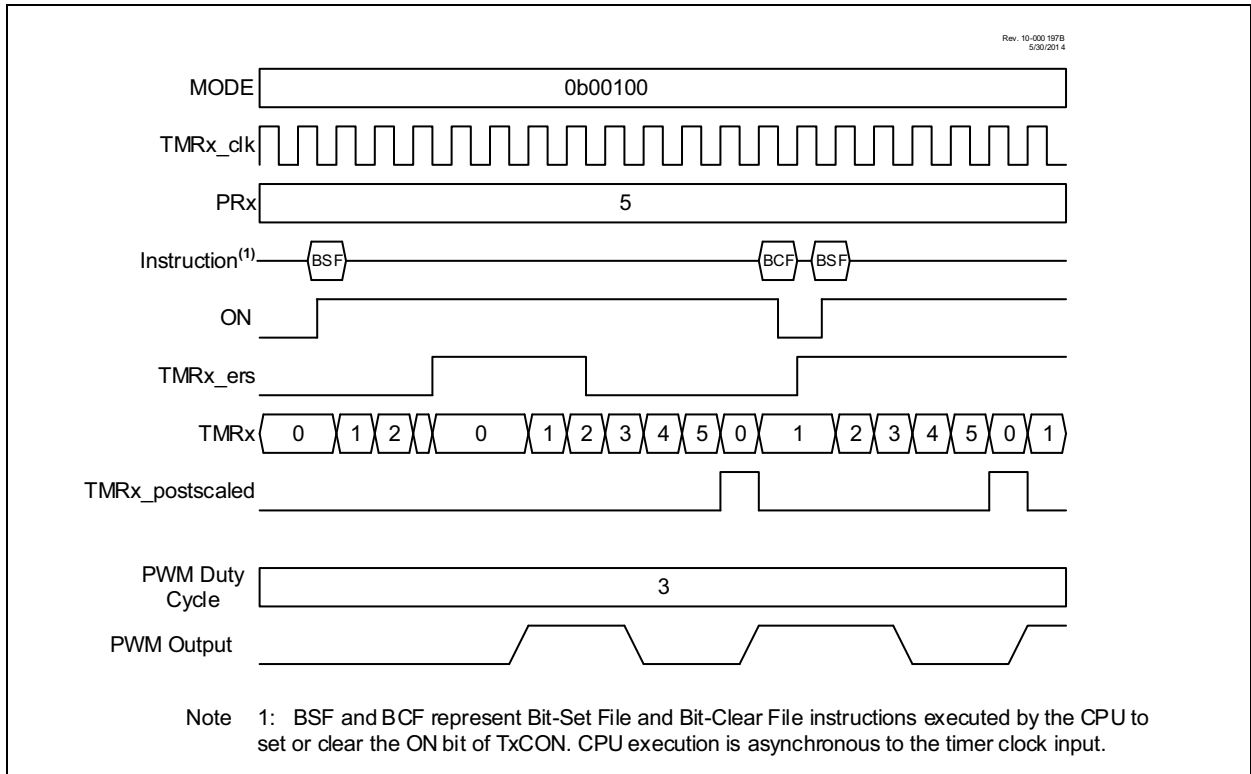 Rev. 10-000 197B
5/30/201 4
MODE
0b00100
TMRx_clk
PRx
5
Instruction(1)
BSF
BCF
BSF
ON
TMRx_ers
TMRx
0
1
2
0
1
2
3
4
5
0
1
2
3
4
5
0
1
TMRx_postscaled
PWM Duty
Cycle
3
PWM Output
Note 1: BSF and BCF represent Bit-Set File and Bit-Clear File instructions executed by the CPU to
set or clear the ON bit of TxCON. CPU execution is asynchronous to the timer clock input.